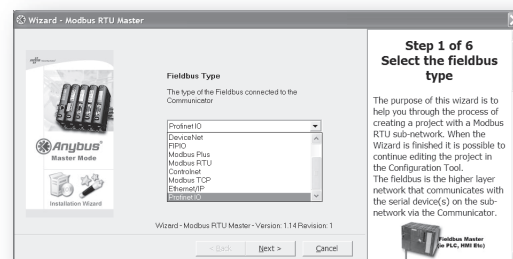 Wizard - Modbus RTU Master
Anybus®
Master Mode
Installation Wizard
Fieldbus Type
The type of the Fieldbus connected to the
Communicator
Profinet IO
DeviceNet
FIPIO
Modbus Plus
Modbus RTU
Controlnet
Modbus TCP
Ethernet/IP
Profinet IO
Wizard - Modbus RTU Master - Version: 1.14 Revision: 1
< Back
Next >
Cancel
Step 1 of 6
Select the fieldbus
type
The purpose of this wizard is to
help you through the process of
creating a project with a Modbus
RTU sub-network. When the
Wizard is finished it is possible to
continue editing the project in
the Configuration Tool.
The fieldbus is the higher layer
network that communicates with
the serial device(s) on the sub-
network via the Communicator.
Fieldbus Master
(ie PLC, HMI Etc)